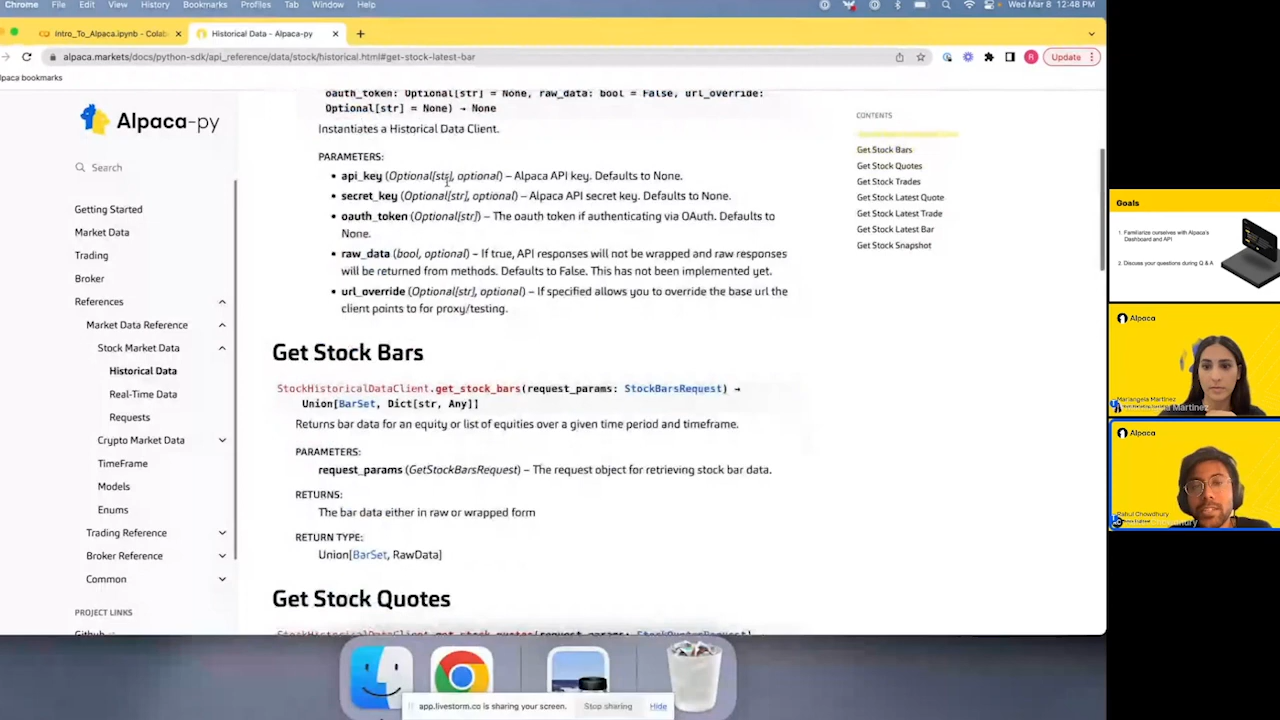 Chrome File Edit View History Bookmarks Profiles Tab Window Help Wed Mar 8 12:48 PM
Intro_To_Alpaca.ipynb - Colab
Historical Data - Alpaca-py
alpaca.markets/docs/python-sdk/api_reference/data/stock/historical.html#get-stock-latest-bar
R
Update
lpaca bookmarks
Alpaca-py
Search
Getting Started
Market Data
Trading
Broker
References
Market Data Reference
Stock Market Data
Historical Data
Real-Time Data
Requests
Crypto Market Data
TimeFrame
Models
Enums
Trading Reference
Broker Reference
Common
PROJECT LINKS
Github
oauth_token: Optional[str] = None, raw_data: bool = False, url_override:
Optional[str] = None) → None
Instantiates a Historical Data Client.
PARAMETERS:
• api_key (Optional[str], optional) – Alpaca API key. Defaults to None.
• secret_key (Optional[str], optional) – Alpaca API secret key. Defaults to None.
• oauth_token (Optional[str]) – The oauth token if authenticating via OAuth. Defaults to
None.
• raw_data (bool, optional) – If true, API responses will not be wrapped and raw responses
will be returned from methods. Defaults to False. This has not been implemented yet.
• url_override (Optional[str], optional) – If specified allows you to override the base url the
client points to for proxy/testing.
Get Stock Bars
StockHistoricalDataClient.get_stock_bars(request_params: StockBarsRequest) →
Union[BarSet, Dict[str, Any]]
Returns bar data for an equity or list of equities over a given time period and timeframe.
PARAMETERS:
request_params (GetStockBarsRequest) – The request object for retrieving stock bar data.
RETURNS:
The bar data either in raw or wrapped form
RETURN TYPE:
Union[BarSet, RawData]
Get Stock Quotes
StockHistoricalDataClient.get_stock_quotes(request_params: StockQuotesRequest)
CONTENTS
Get Stock Bars
Get Stock Quotes
Get Stock Trades
Get Stock Latest Quote
Get Stock Latest Trade
Get Stock Latest Bar
Get Stock Snapshot
app.livestorm.co is sharing your screen. Stop sharing Hide
Goals
1. Familiarize ourselves with Alpaca's
Dashboard and API
2. Discuss your questions during Q & A
Alpaca
Mariangela Martinez
Martinez
Alpaca
Rahul Chowdhury